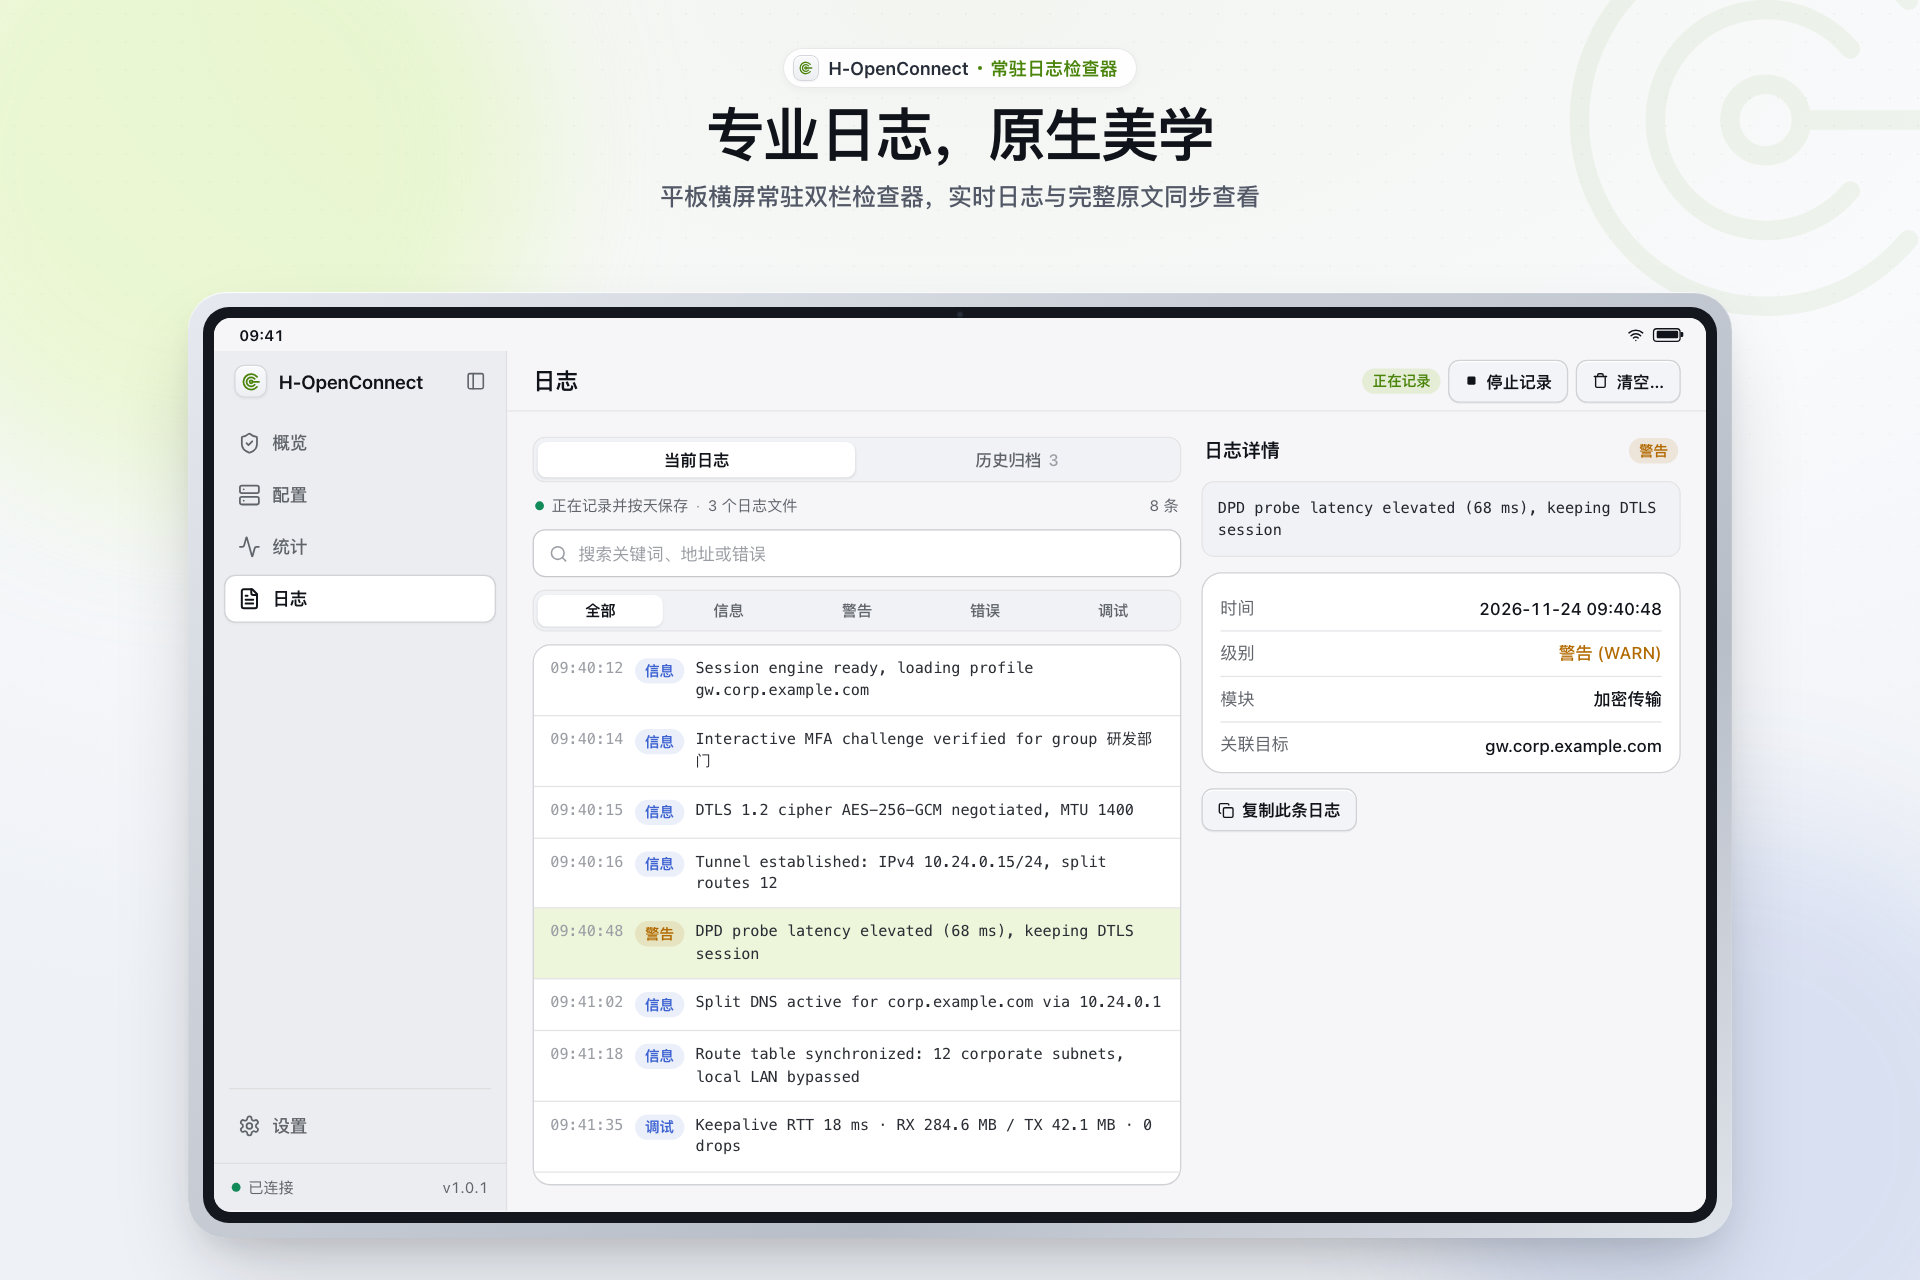 H-OpenConnect · 常驻日志检查器
专业日志，原生美学
平板横屏常驻双栏检查器，实时日志与完整原文同步查看
09:41
H-OpenConnect
概览
配置
统计
日志
设置
已连接 v1.0.1
日志
正在记录 停止记录 清空...
当前日志 历史归档 3
正在记录并按天保存 · 3 个日志文件 8 条
搜索关键词、地址或错误
全部 信息 警告 错误 调试
09:40:12 信息 Session engine ready, loading profile
gw.corp.example.com
09:40:14 信息 Interactive MFA challenge verified for group 研发部
门
09:40:15 信息 DTLS 1.2 cipher AES-256-GCM negotiated, MTU 1400
09:40:16 信息 Tunnel established: IPv4 10.24.0.15/24, split
routes 12
09:40:48 警告 DPD probe latency elevated (68 ms), keeping DTLS
session
09:41:02 信息 Split DNS active for corp.example.com via 10.24.0.1
09:41:18 信息 Route table synchronized: 12 corporate subnets,
local LAN bypassed
09:41:35 调试 Keepalive RTT 18 ms · RX 284.6 MB / TX 42.1 MB · 0
drops
日志详情 警告
DPD probe latency elevated (68 ms), keeping DTLS
session
时间 2026-11-24 09:40:48
级别 警告 (WARN)
模块 加密传输
关联目标 gw.corp.example.com
复制此条日志